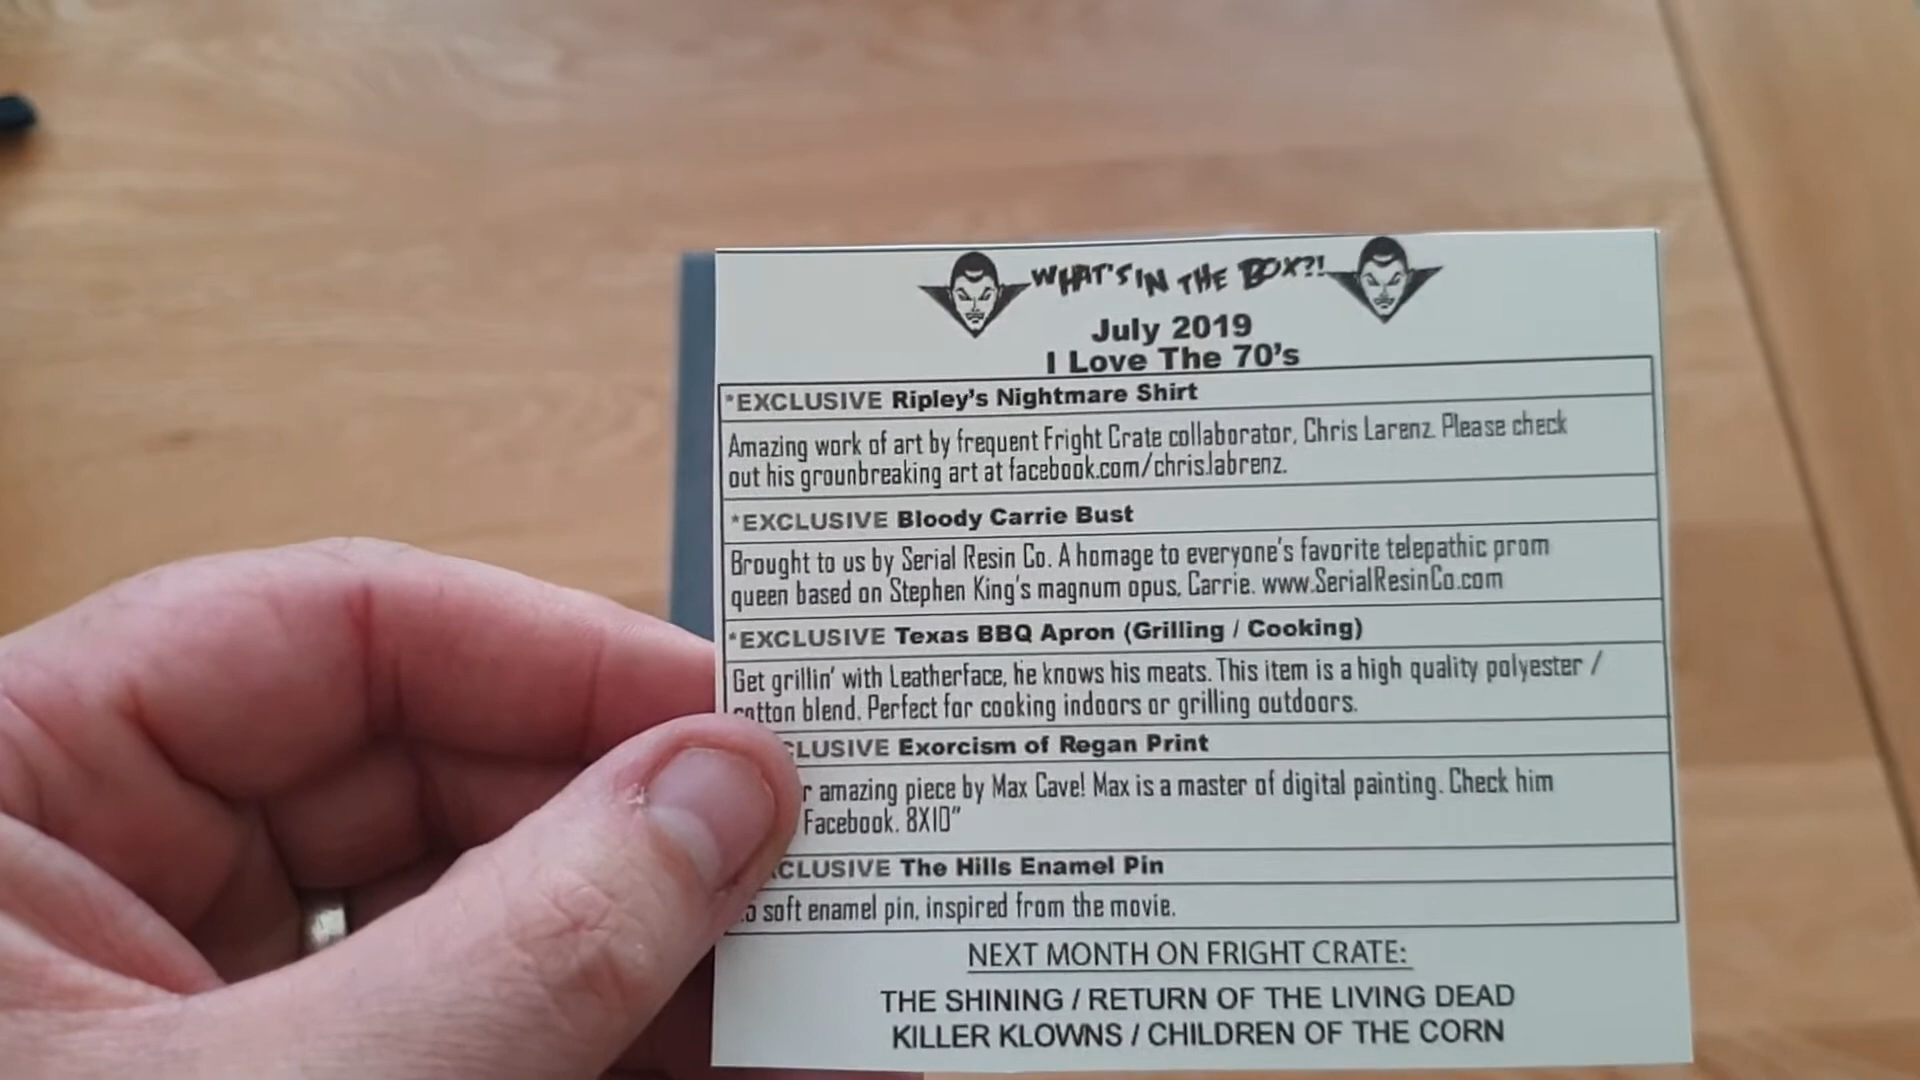 WHAT'S IN THE BOX?!
July 2019
I Love The 70's
*EXCLUSIVE Ripley's Nightmare Shirt
Amazing work of art by frequent Fright Crate collaborator, Chris Larenz. Please check
out his grounbreaking art at facebook.com/chris.labrenz.
*EXCLUSIVE Bloody Carrie Bust
Brought to us by Serial Resin Co. A homage to everyone's favorite telepathic prom
queen based on Stephen King's magnum opus, Carrie. www.SerialResinCo.com
*EXCLUSIVE Texas BBQ Apron (Grilling / Cooking)
Get grillin' with Leatherface, he knows his meats. This item is a high quality polyester /
cotton blend. Perfect for cooking indoors or grilling outdoors.
CLUSIVE Exorcism of Regan Print
r amazing piece by Max Cave! Max is a master of digital painting. Check him
Facebook. 8X10"
CLUSIVE The Hills Enamel Pin
soft enamel pin, inspired from the movie.
NEXT MONTH ON FRIGHT CRATE:
THE SHINING / RETURN OF THE LIVING DEAD
KILLER KLOWNS / CHILDREN OF THE CORN